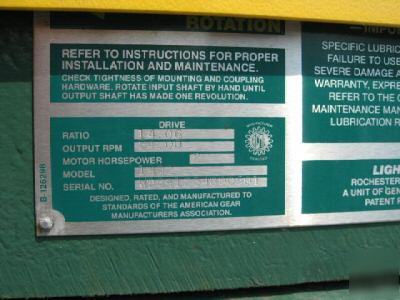 ROTATION
REFER TO INSTRUCTIONS FOR PROPER
INSTALLATION AND MAINTENANCE.
CHECK TIGHTNESS OF MOUNTING AND COUPLING
HARDWARE. ROTATE INPUT SHAFT BY HAND UNTIL
OUTPUT SHAFT HAS MADE ONE REVOLUTION.
DRIVE
RATIO 14.06
OUTPUT RPM
MOTOR HORSEPOWER
MODEL
SERIAL NO.
DESIGNED, RATED, AND MANUFACTURED TO
STANDARDS OF THE AMERICAN GEAR
MANUFACTURERS ASSOCIATION.
B-126298
SPECIFIC LUBRIC
FAILURE TO USE
SEVERE DAMAGE A
WARRANTY, EXPRE
REFER TO THE
MAINTENANCE MAN
LUBRICATION
LIGH
ROCHESTER
A UNIT OF GEN
PATENT